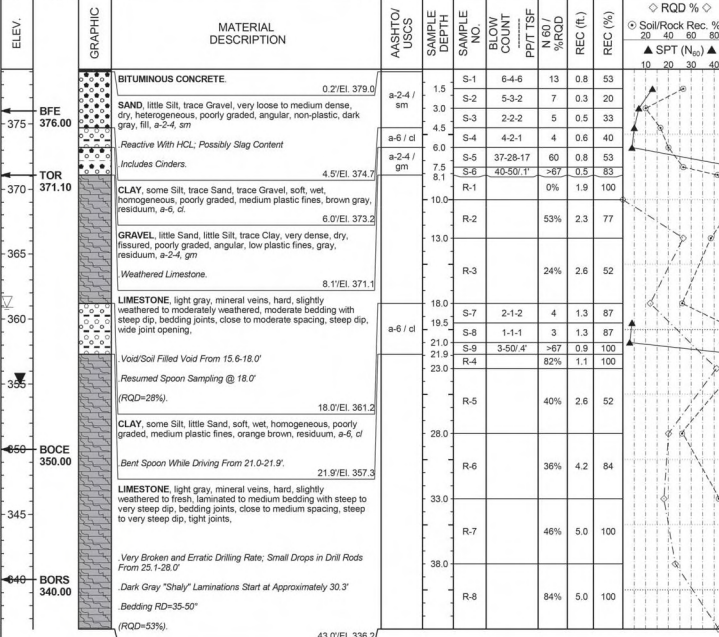 ELEV.
GRAPHIC
MATERIAL
DESCRIPTION
AASHTO/
USCS
SAMPLE
DEPTH
SAMPLE
NO.
BLOW
COUNT
PP/T TSF
N 60 /
%RQD
REC (ft.)
REC (%)
◇ RQD % ◇
Soil/Rock Rec. %
20 40 60 80
▲ SPT (N60) ▲
10 20 30 40
BFE
376.00
375
TOR
371.10
370
365
360
355
350
BOCE
350.00
345
340
BORS
340.00
BITUMINOUS CONCRETE.
0.2'/El. 379.0
SAND, little Silt, trace Gravel, very loose to medium dense,
dry, heterogeneous, poorly graded, angular, non-plastic, dark
gray, fill, a-2-4, sm
.Reactive With HCL; Possibly Slag Content
.Includes Cinders.
4.5'/El. 374.7
CLAY, some Silt, trace Sand, trace Gravel, soft, wet,
homogeneous, poorly graded, medium plastic fines, brown gray,
residuum, a-6, cl.
6.0'/El. 373.2
GRAVEL, little Sand, little Silt, trace Clay, very dense, dry,
fissured, poorly graded, angular, low plastic fines, gray,
residuum, a-2-4, gm
.Weathered Limestone.
8.1'/El. 371.1
LIMESTONE, light gray, mineral veins, hard, slightly
weathered to moderately weathered, moderate bedding with
steep dip, bedding joints, close to moderate spacing, steep dip,
wide joint opening,
.Void/Soil Filled Void From 15.6-18.0'
.Resumed Spoon Sampling @ 18.0'
(RQD=28%).
18.0'/El. 361.2
CLAY, some Silt, little Sand, soft, wet, homogeneous, poorly
graded, medium plastic fines, orange brown, residuum, a-6, cl
.Bent Spoon While Driving From 21.0-21.9'.
21.9'/El. 357.3
LIMESTONE, light gray, mineral veins, hard, slightly
weathered to fresh, laminated to medium bedding with steep to
very steep dip, bedding joints, close to medium spacing, steep
to very steep dip, tight joints,
.Very Broken and Erratic Drilling Rate; Small Drops in Drill Rods
From 25.1-28.0'
.Dark Gray "Shaly" Laminations Start at Approximately 30.3'
.Bedding RD=35-50"
(RQD=53%).
43.0'/El. 336.2
a-2-4 /
sm
a-6 / cl
a-2-4 /
gm
a-6 / cl
1.5
3.0
4.5
6.0
7.5
8.1
10.0
13.0
18.0
19.5
21.0
21.9
23.0
28.0
33.0
38.0
S-1 6-4-6 13 0.8 53
S-2 5-3-2 7 0.3 20
S-3 2-2-2 5 0.5 33
S-4 4-2-1 4 0.6 40
S-5 37-28-17 60 0.8 53
S-6 40-50/.1' >67 0.5 83
R-1 0% 1.9 100
R-2 53% 2.3 77
R-3 24% 2.6 52
S-7 2-1-2 4 1.3 87
S-8 1-1-1 3 1.3 87
S-9 3-50/.4' >67 0.9 100
R-4 82% 1.1 100
R-5 40% 2.6 52
R-6 36% 4.2 84
R-7 46% 5.0 100
R-8 84% 5.0 100